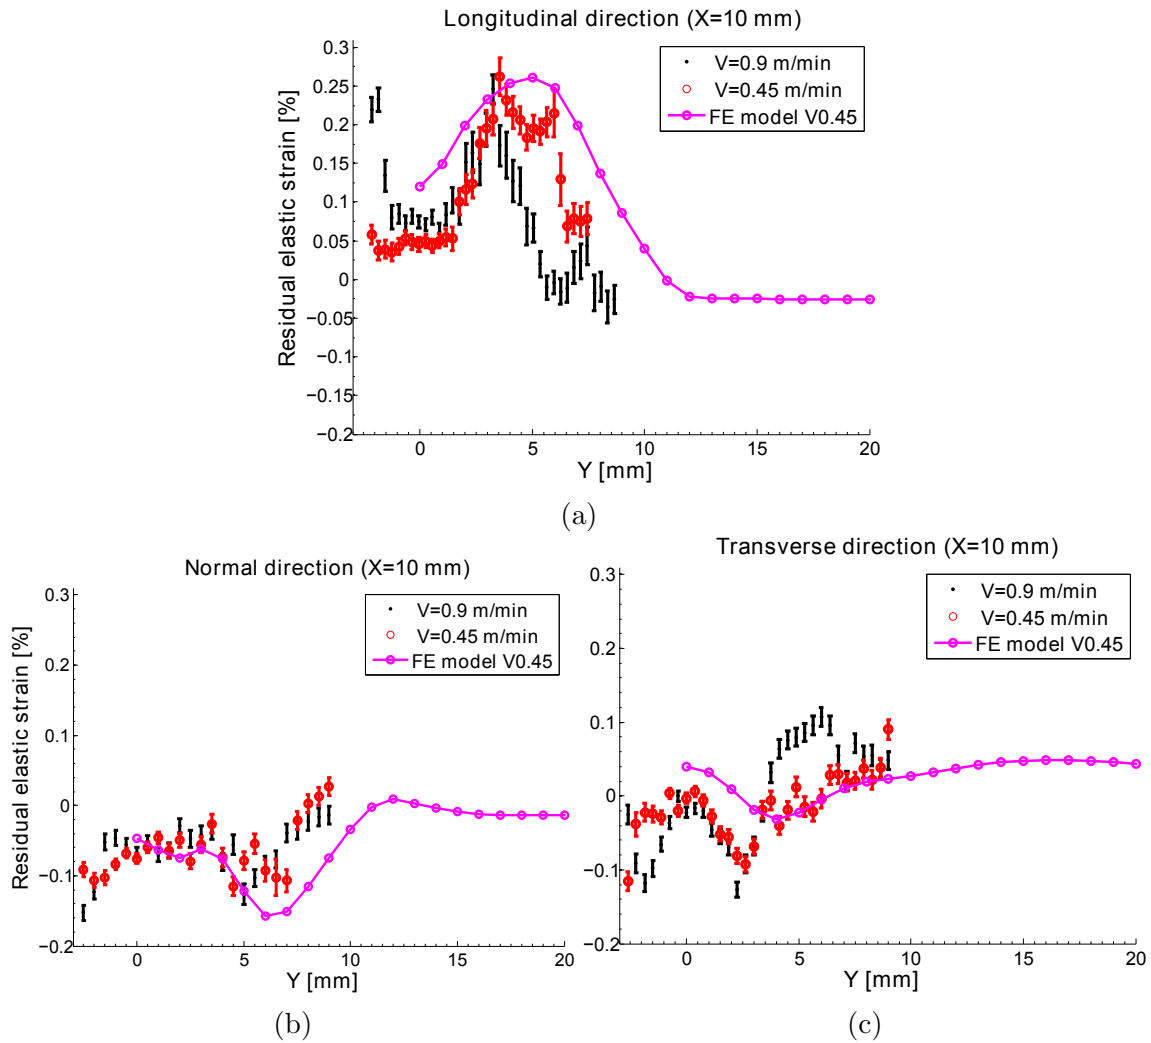 Longitudinal direction (X=10 mm)
0.3
0.25
0.2
0.15
0.1
0.05
0
−0.05
−0.1
−0.15
−0.2
Residual elastic strain [%]
V=0.9 m/min
V=0.45 m/min
FE model V0.45
0 5 10 15 20
Y [mm]
(a)
Normal direction (X=10 mm)
0.3
0.2
0.1
0
−0.1
−0.2
Residual elastic strain [%]
V=0.9 m/min
V=0.45 m/min
FE model V0.45
0 5 10 15 20
Y [mm]
(b)
Transverse direction (X=10 mm)
0.3
0.2
0.1
0
−0.1
−0.2
V=0.9 m/min
V=0.45 m/min
FE model V0.45
0 5 10 15 20
Y [mm]
(c)